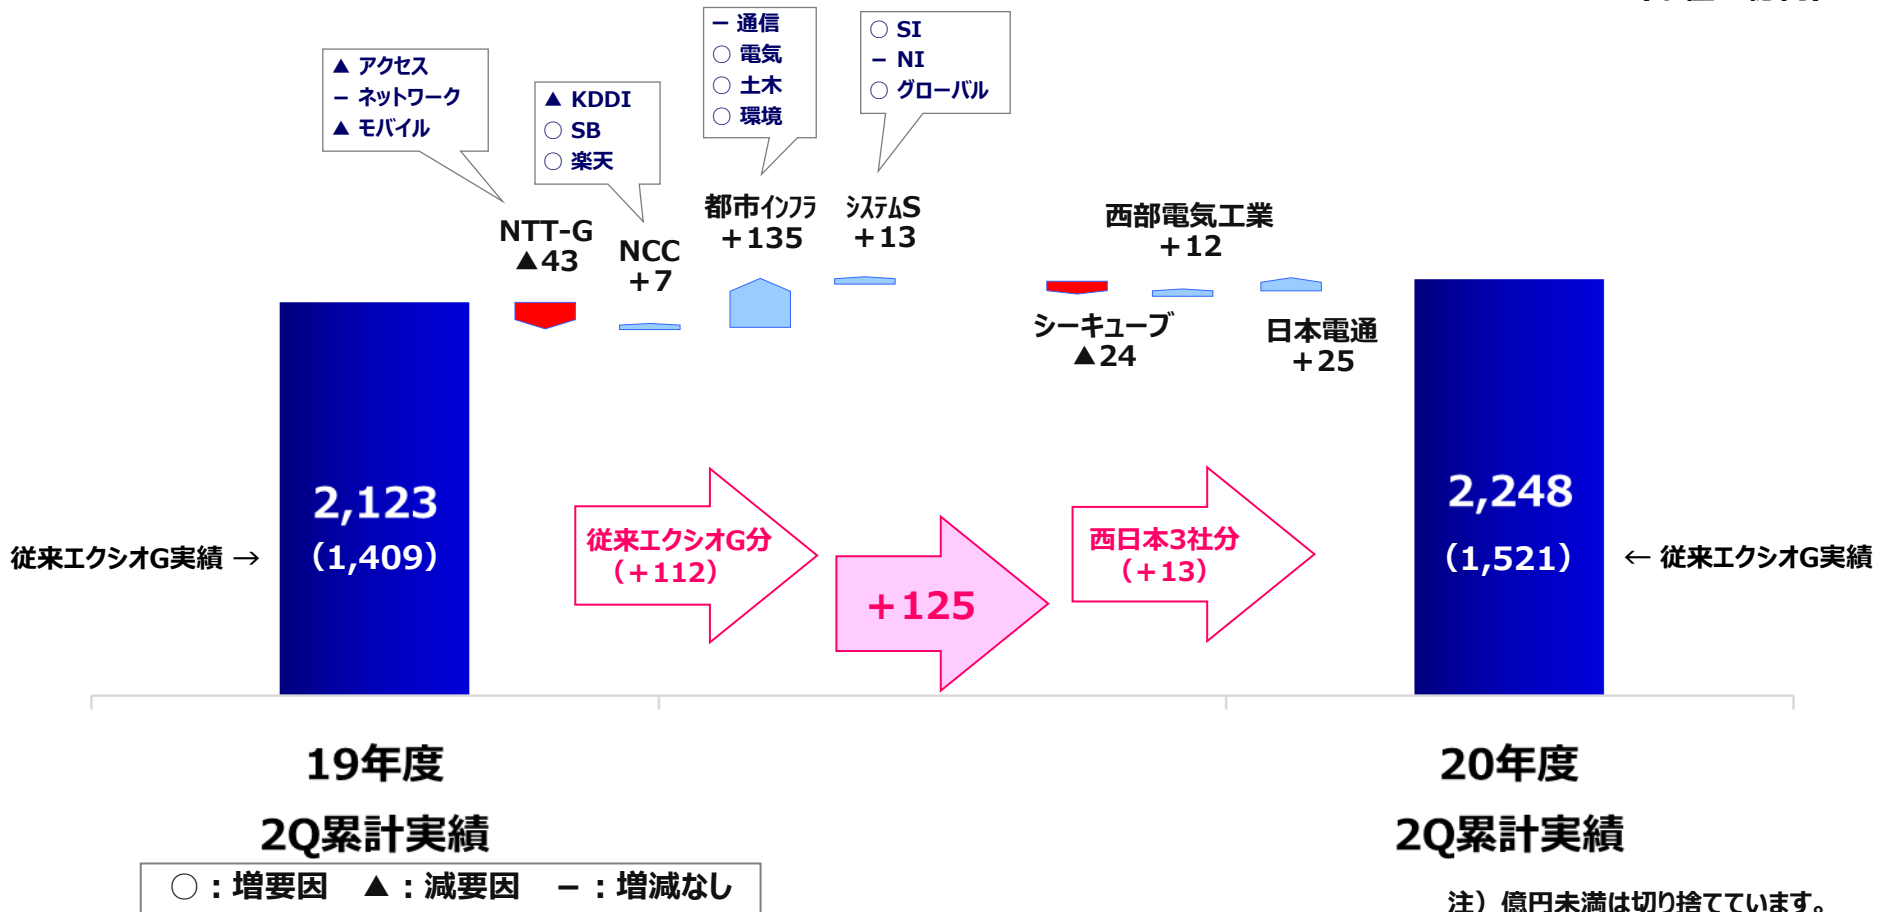 ▲ アクセス
− ネットワーク
▲ モバイル
▲ KDDI
○ SB
○ 楽天
− 通信
○ 電気
○ 土木
○ 環境
○ SI
− NI
○ グローバル
NTT-G
▲43
NCC
+7
都市インフラ
+135
システムS
+13
西部電気工業
+12
シーキューブ
▲24
日本電通
+25
2,123
(1,409)
従来エクシオG実績 →
従来エクシオG分
(+112)
+125
西日本3社分
(+13)
2,248
(1,521)
← 従来エクシオG実績
19年度
2Q累計実績
20年度
2Q累計実績
○：増要因 ▲：減要因 −：増減なし
注）億円未満は切り捨てています。